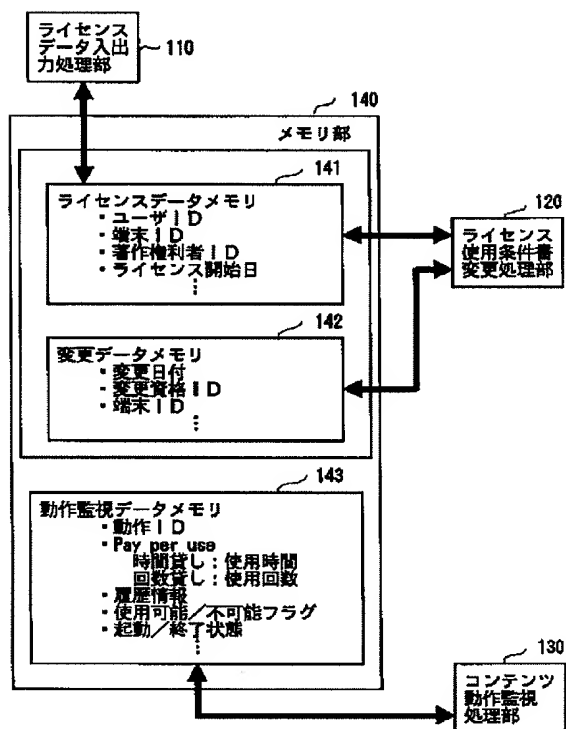 ライセンス
データ入出
力処理部
110
140
メモリ部
141
ライセンスデータメモリ
・ユーザID
・端末ID
・著作権利者ID
・ライセンス開始日
⋮
120
ライセンス
使用条件書
変更処理部
142
変更データメモリ
・変更日付
・変更資格ID
・端末ID
⋮
143
動作監視データメモリ
・動作ID
・Pay per use
時間貸し:使用時間
回数貸し:使用回数
・履歴情報
・使用可能/不可能フラグ
・起動/終了状態
⋮
130
コンテンツ
動作監視
処理部